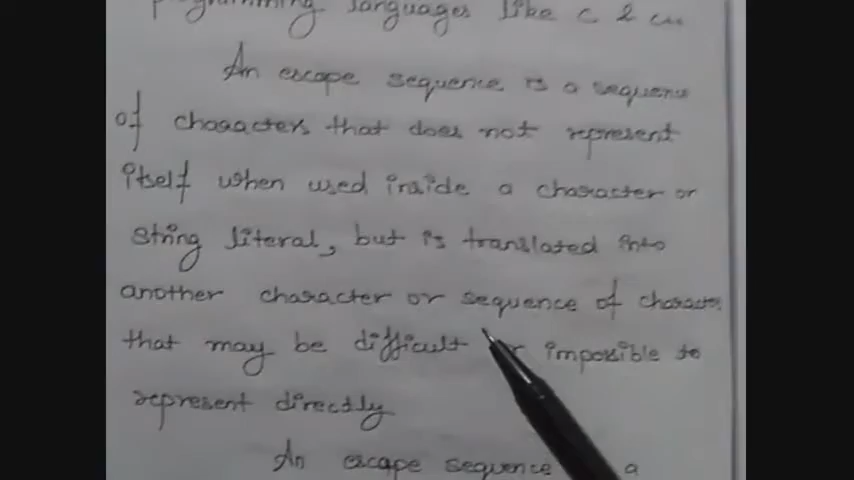 programming languages like c &
An escape sequence is a sequence
of characters that does not represent
itself when used inside a character or
string literal, but is translated into
another character or sequence of character
that may be difficult or impossible to
represent directly
An escape sequence a